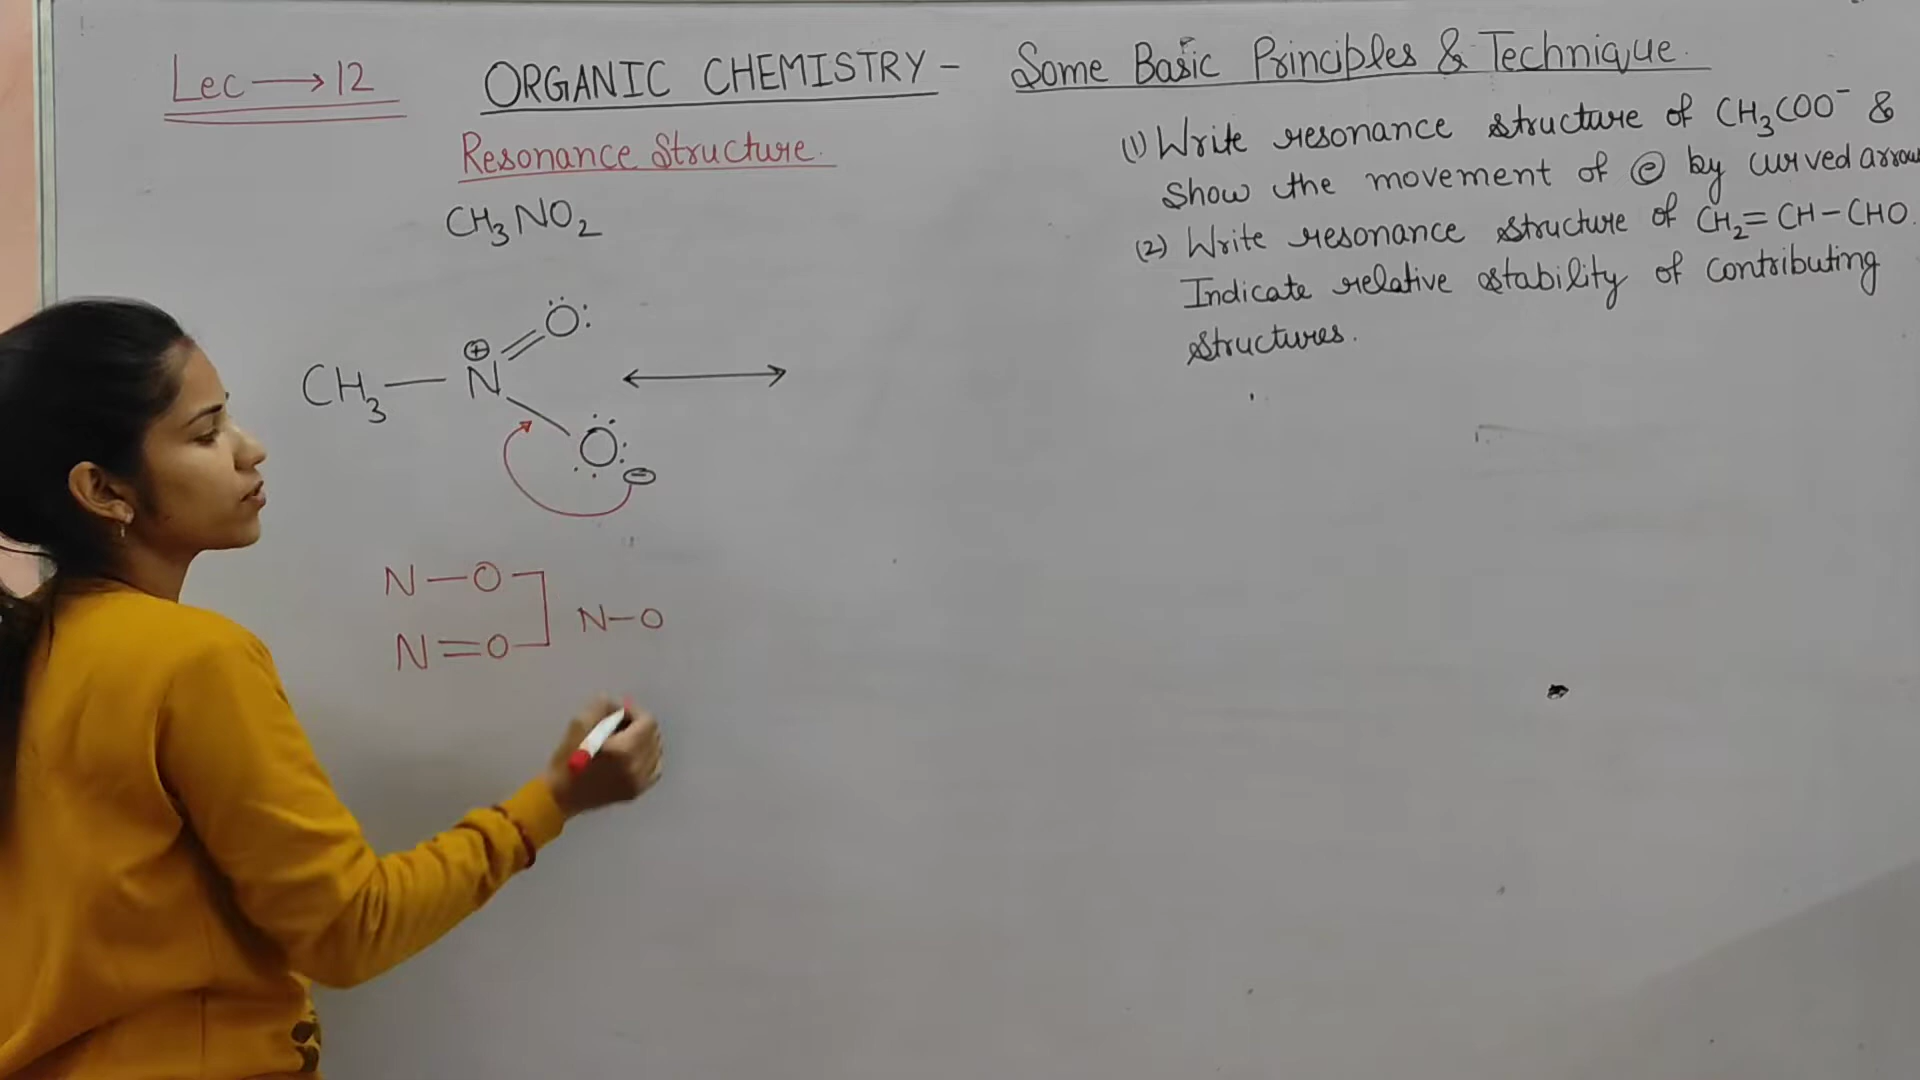 Lec → 12
ORGANIC CHEMISTRY - Some Basic Principles & Technique.
Resonance Structure.
CH₃NO₂
(1) Write resonance structure of CH₃COO⁻ &
Show the movement of ⓔ by curved arrow
(2) Write resonance structure of CH₂=CH-CHO.
Indicate relative stability of contributing
structures.
⊕ Ö:
CH₃—N ⟷
O ⊖
N—O
N=O
N-O